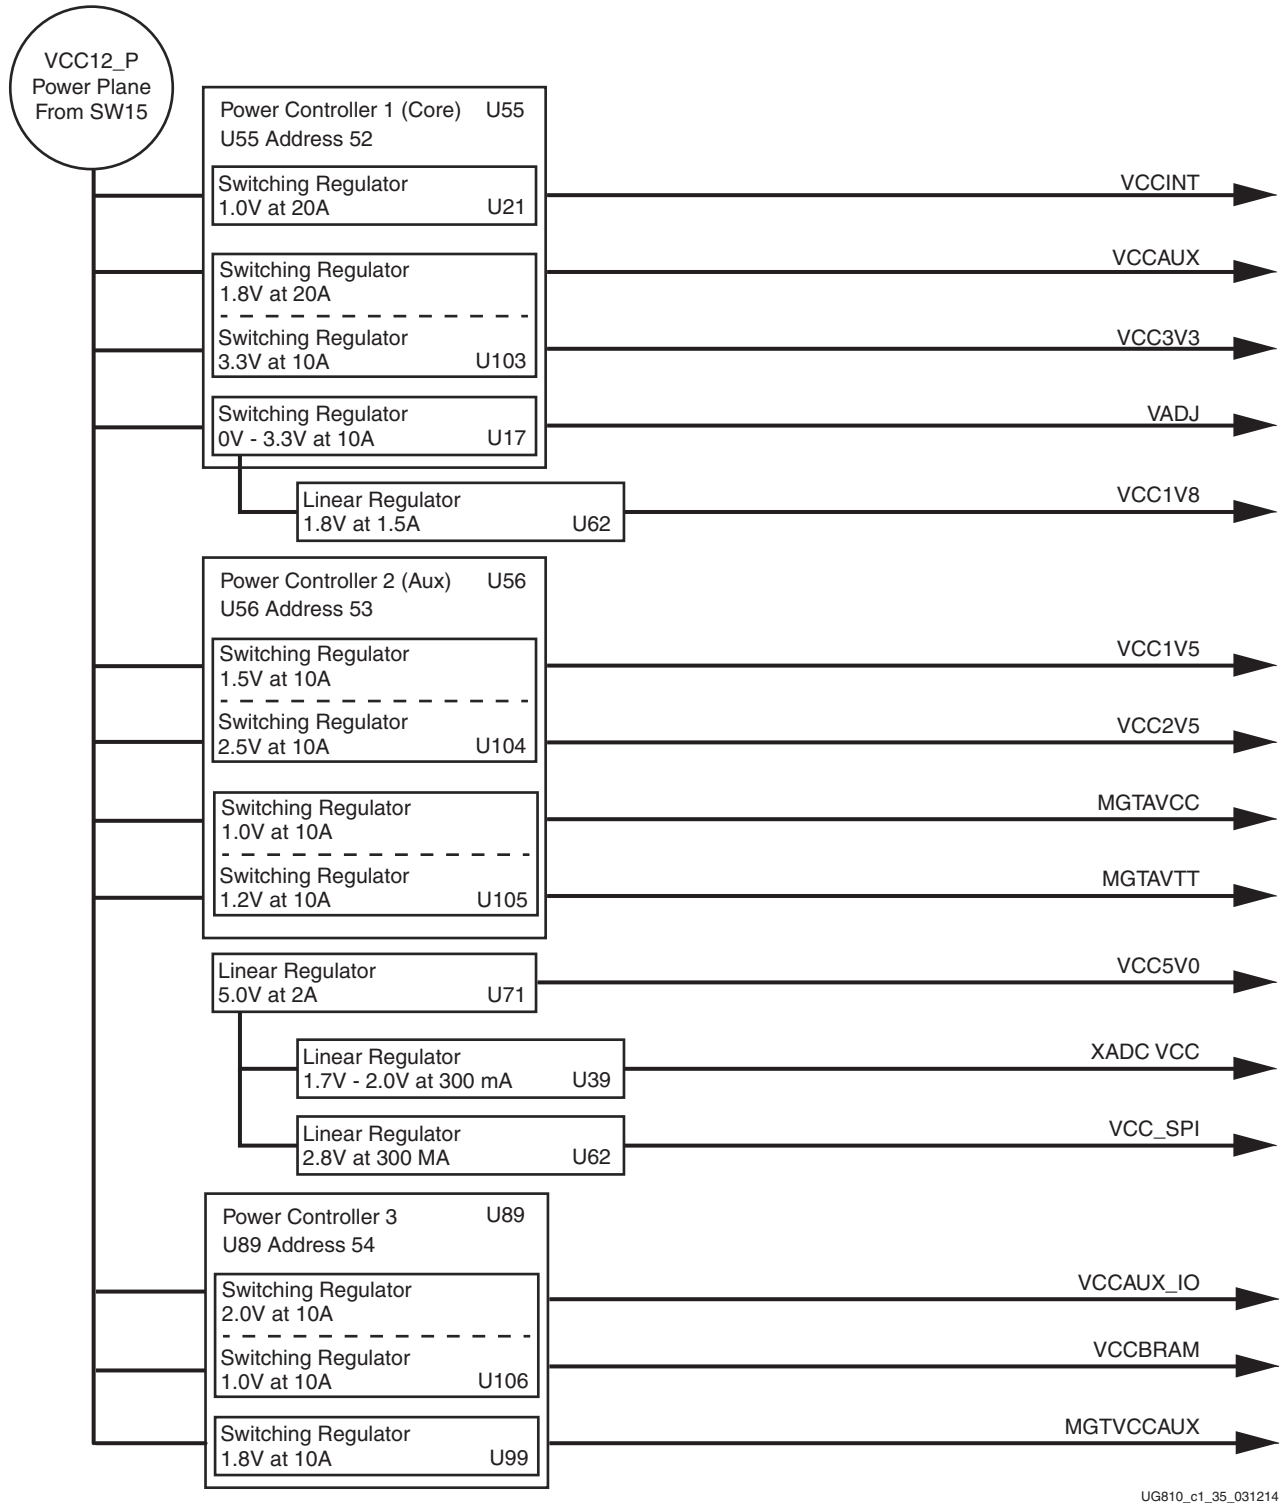 VCC12_P
Power Plane
From SW15
Power Controller 1 (Core) U55
U55 Address 52
Switching Regulator
1.0V at 20A U21
VCCINT
Switching Regulator
1.8V at 20A
VCCAUX
Switching Regulator
3.3V at 10A U103
VCC3V3
Switching Regulator
0V - 3.3V at 10A U17
VADJ
Linear Regulator
1.8V at 1.5A U62
VCC1V8
Power Controller 2 (Aux) U56
U56 Address 53
Switching Regulator
1.5V at 10A
VCC1V5
Switching Regulator
2.5V at 10A U104
VCC2V5
Switching Regulator
1.0V at 10A
MGTAVCC
Switching Regulator
1.2V at 10A U105
MGTAVTT
Linear Regulator
5.0V at 2A U71
VCC5V0
Linear Regulator
1.7V - 2.0V at 300 mA U39
XADC VCC
Linear Regulator
2.8V at 300 MA U62
VCC_SPI
Power Controller 3 U89
U89 Address 54
Switching Regulator
2.0V at 10A
VCCAUX_IO
Switching Regulator
1.0V at 10A U106
VCCBRAM
Switching Regulator
1.8V at 10A U99
MGTVCCAUX
UG810_c1_35_031214